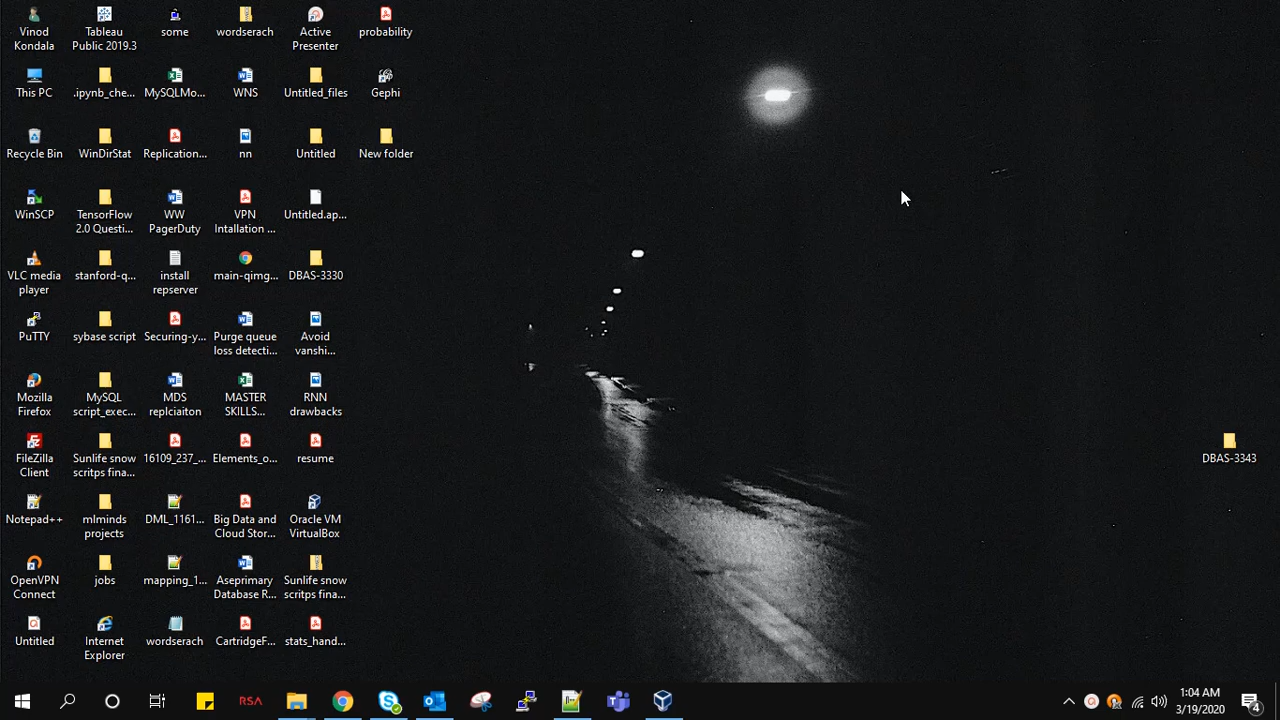 Vinod
Kondala
Tableau
Public 2019.3
some
wordserach
Active
Presenter
probability
This PC
.ipynb_che...
MySQLMo...
WNS
Untitled_files
Gephi
Recycle Bin
WinDirStat
Replication...
nn
Untitled
New folder
WinSCP
TensorFlow
2.0 Questi...
WW
PagerDuty
VPN
Intallation ...
Untitled.ap...
VLC media
player
stanford-q...
install
repserver
main-qimg...
DBAS-3330
PuTTY
sybase script
Securing-y...
Purge queue
loss detecti...
Avoid
vanshi...
Mozilla
Firefox
MySQL
script_exec...
MDS
replciaiton
MASTER
SKILLS...
RNN
drawbacks
FileZilla
Client
Sunlife snow
scritps fina...
16109_237_...
Elements_o...
resume
DBAS-3343
Notepad++
mlminds
projects
DML_1161...
Big Data and
Cloud Stor...
Oracle VM
VirtualBox
OpenVPN
Connect
jobs
mapping_1...
Aseprimary
Database R...
Sunlife snow
scritps fina...
Untitled
Internet
Explorer
wordserach
CartridgeF...
stats_hand...
RSA
1:04 AM
3/19/2020
4